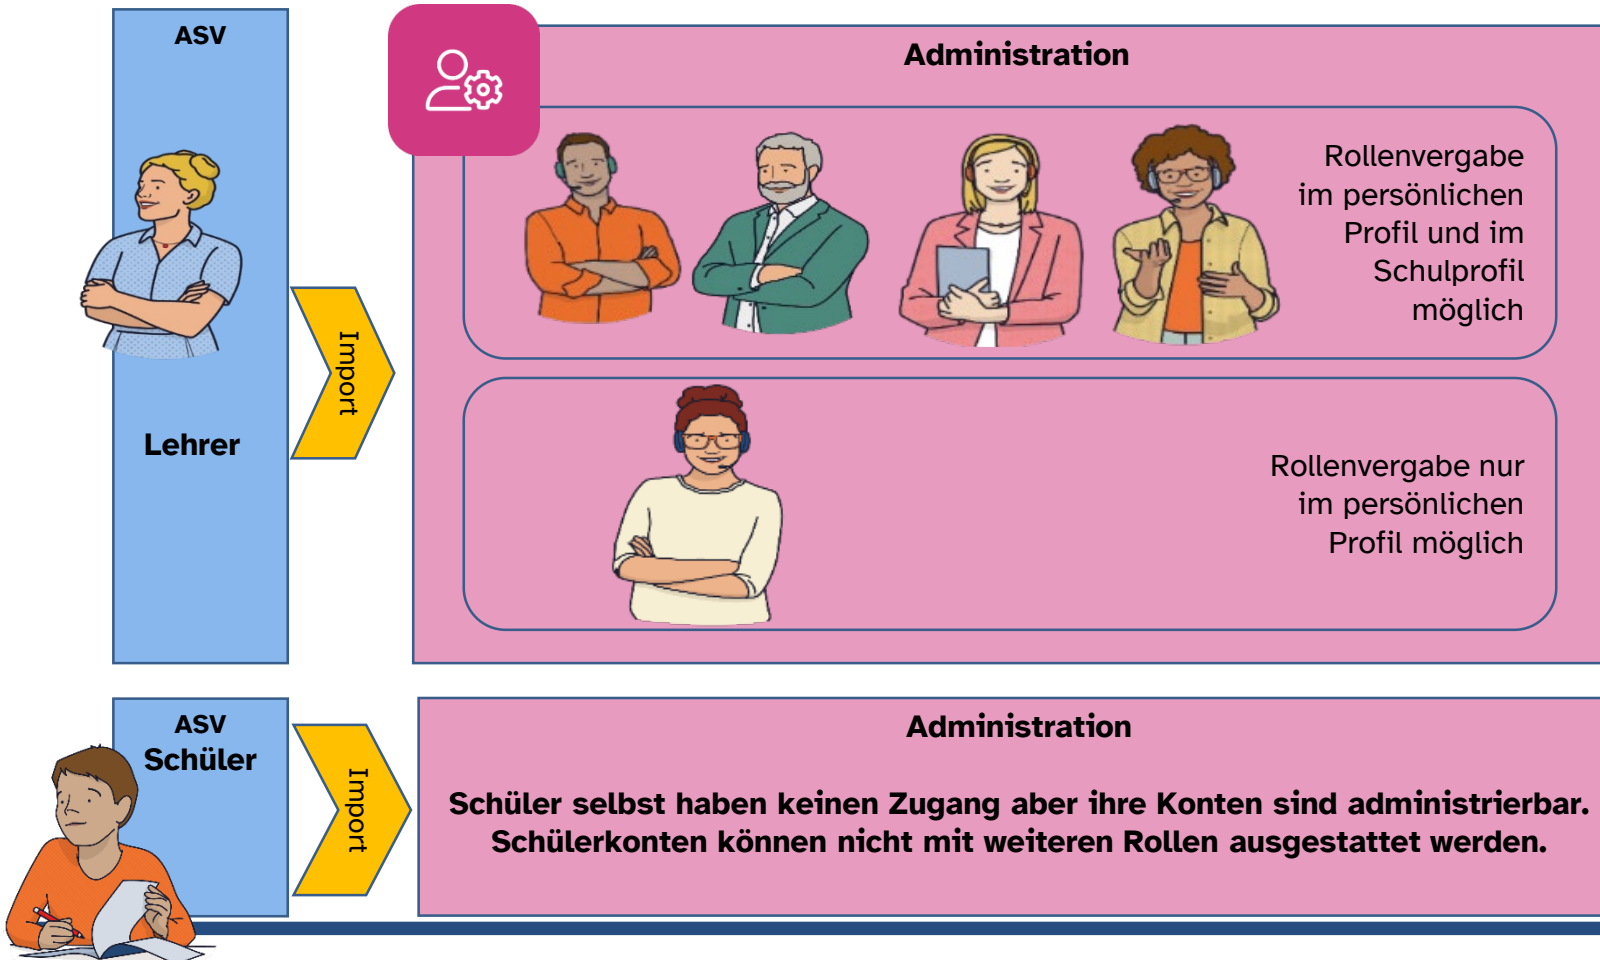 ASV
Lehrer
Import
Administration
Rollenvergabe
im persönlichen
Profil und im
Schulprofil
möglich
Rollenvergabe nur
im persönlichen
Profil möglich
ASV
Schüler
Import
Administration
Schüler selbst haben keinen Zugang aber ihre Konten sind administrierbar.
Schülerkonten können nicht mit weiteren Rollen ausgestattet werden.